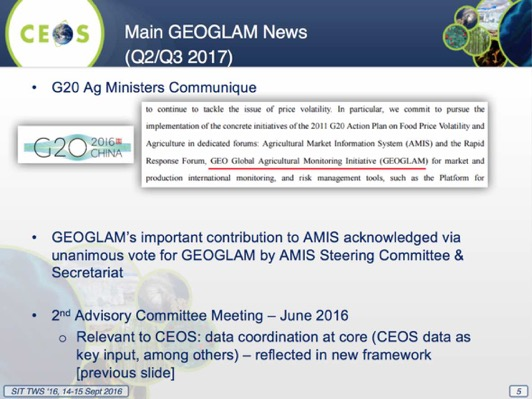 CEOS
Main GEOGLAM News
(Q2/Q3 2017)
• G20 Ag Ministers Communique
G20 2016 CHINA
to continue to tackle the issue of price volatility. In particular, we commit to pursue the
implementation of the concrete initiatives of the 2011 G20 Action Plan on Food Price Volatility and
Agriculture in dedicated forums: Agricultural Market Information System (AMIS) and the Rapid
Response Forum, GEO Global Agricultural Monitoring Initiative (GEOGLAM) for market and
production international monitoring, and risk management tools, such as the Platform for
• GEOGLAM's important contribution to AMIS acknowledged via
unanimous vote for GEOGLAM by AMIS Steering Committee &
Secretariat
• 2nd Advisory Committee Meeting – June 2016
o Relevant to CEOS: data coordination at core (CEOS data as
key input, among others) – reflected in new framework
[previous slide]
SIT TWS '16, 14-15 Sept 2016
5